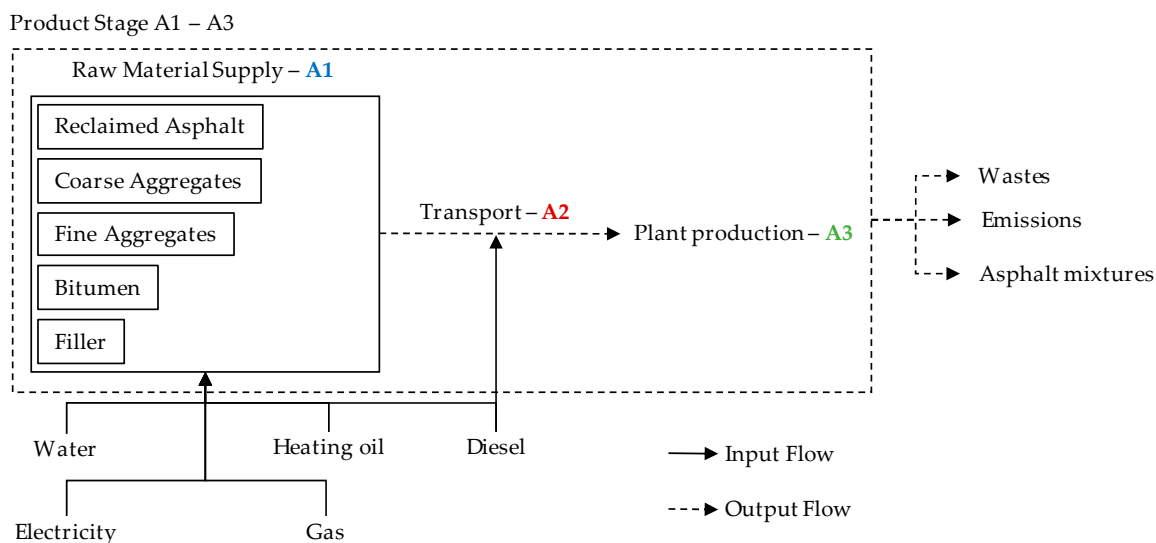 Product Stage A1 – A3
Raw Material Supply – A1
Reclaimed Asphalt
Coarse Aggregates
Fine Aggregates
Bitumen
Filler
Transport – A2
Plant production – A3
Wastes
Emissions
Asphalt mixtures
Water
Heating oil
Diesel
Electricity
Gas
Input Flow
Output Flow